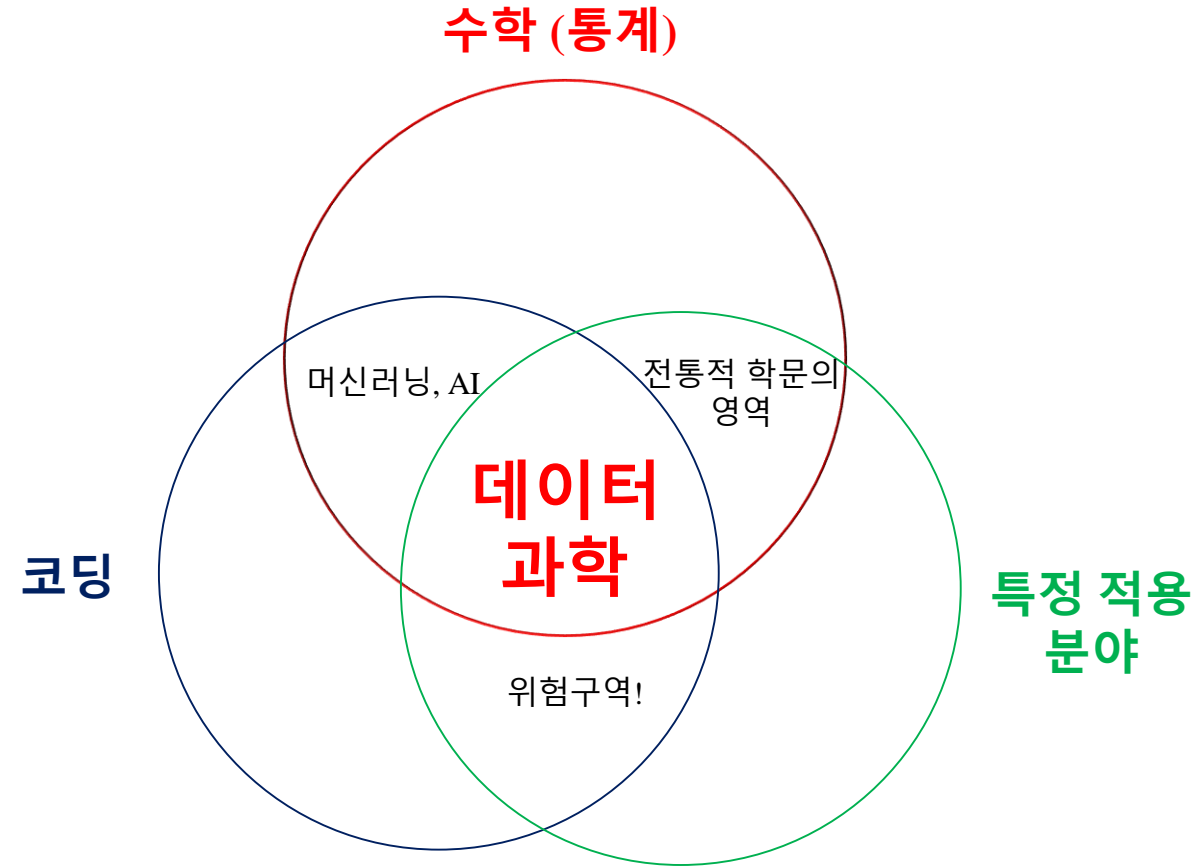 수학 (통계)
머신러닝, AI
전통적 학문의
영역
데이터
과학
코딩
특정 적용
분야
위험구역!